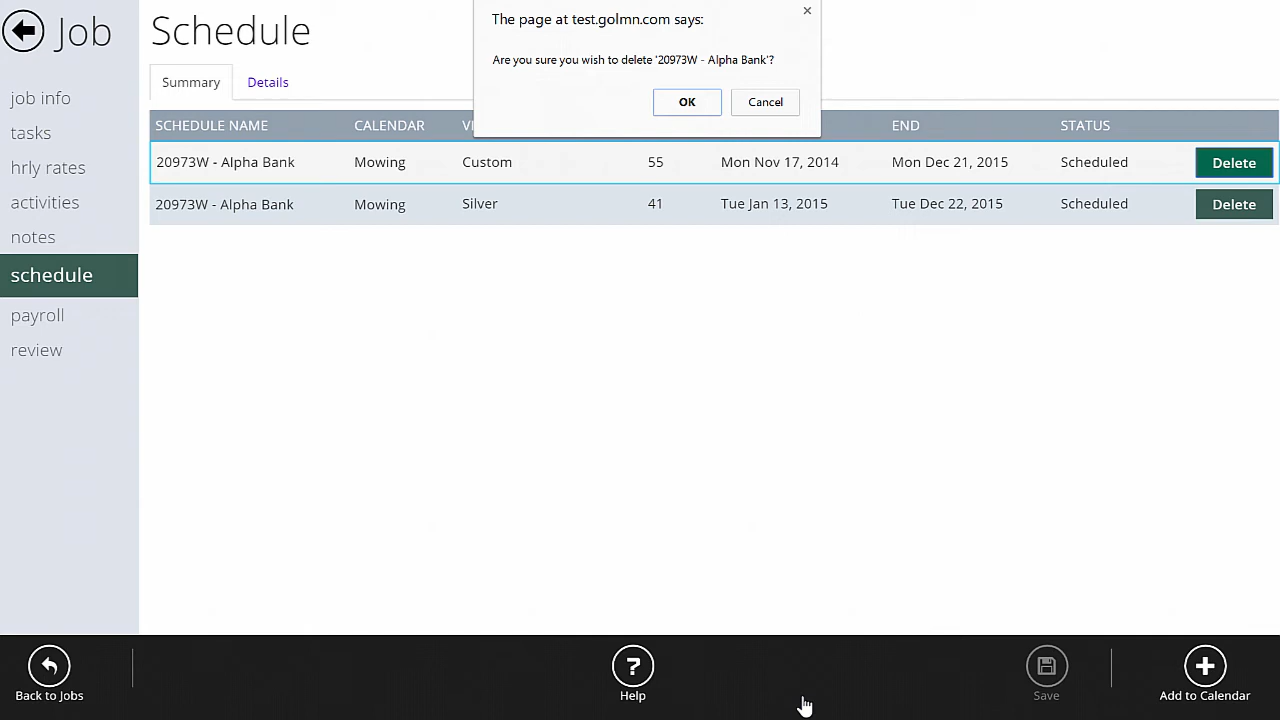 Job
Schedule
The page at test.golmn.com says:
Are you sure you wish to delete '20973W - Alpha Bank'?
OK
Cancel
job info
tasks
hrly rates
activities
notes
schedule
payroll
review
Summary
Details
SCHEDULE NAME CALENDAR END STATUS
20973W - Alpha Bank Mowing Custom 55 Mon Nov 17, 2014 Mon Dec 21, 2015 Scheduled Delete
20973W - Alpha Bank Mowing Silver 41 Tue Jan 13, 2015 Tue Dec 22, 2015 Scheduled Delete
Back to Jobs
?
Help
Save
Add to Calendar